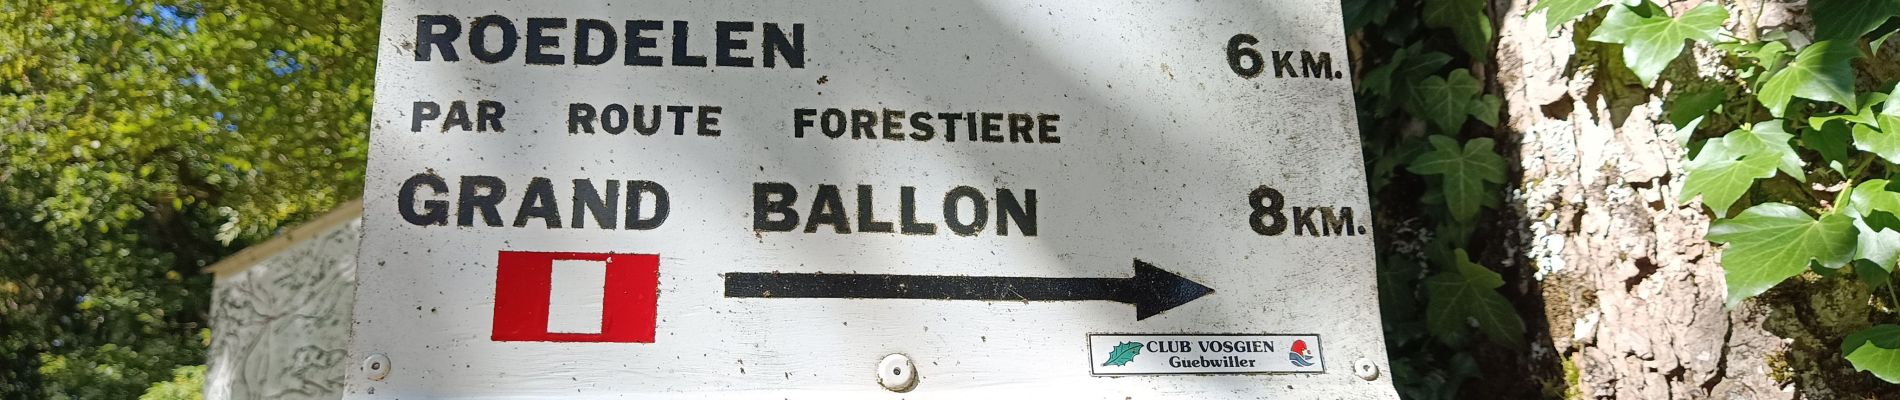 ROEDELEN 6 KM.
PAR ROUTE FORESTIERE
GRAND BALLON 8 KM.
CLUB VOSGIEN
Guebwiller